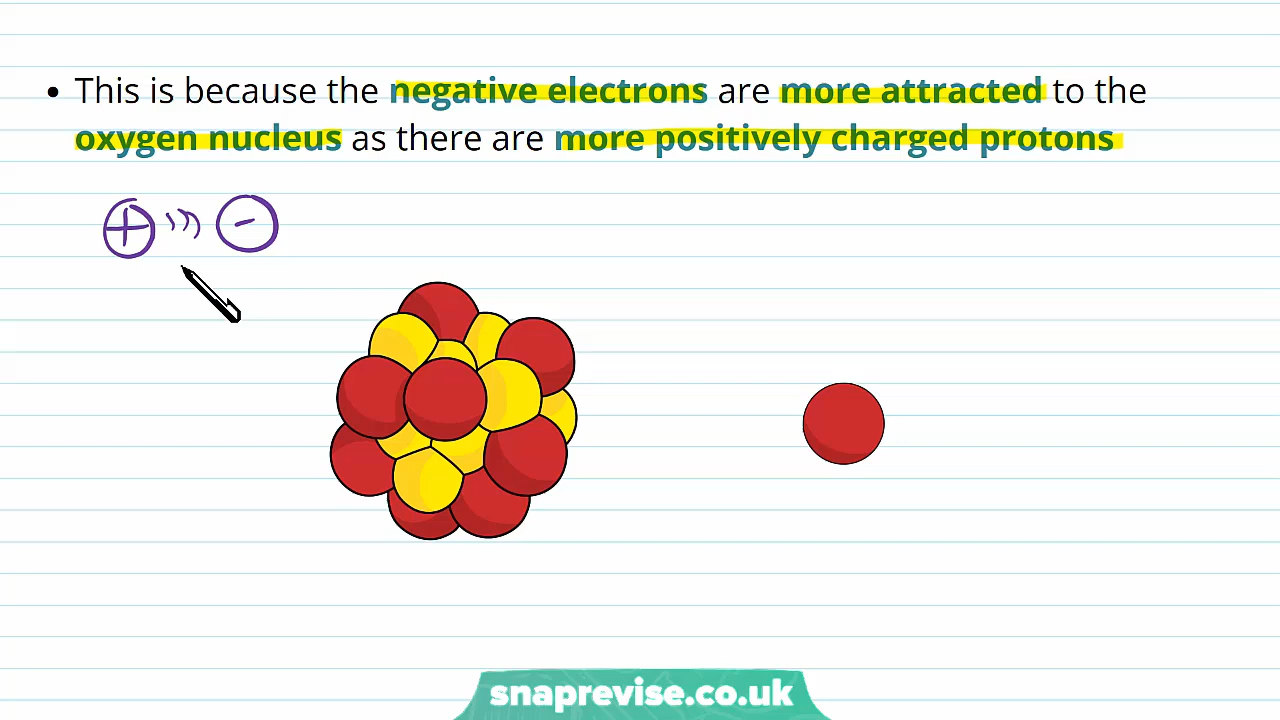 • This is because the negative electrons are more attracted to the
oxygen nucleus as there are more positively charged protons
+ -
snaprevise.co.uk